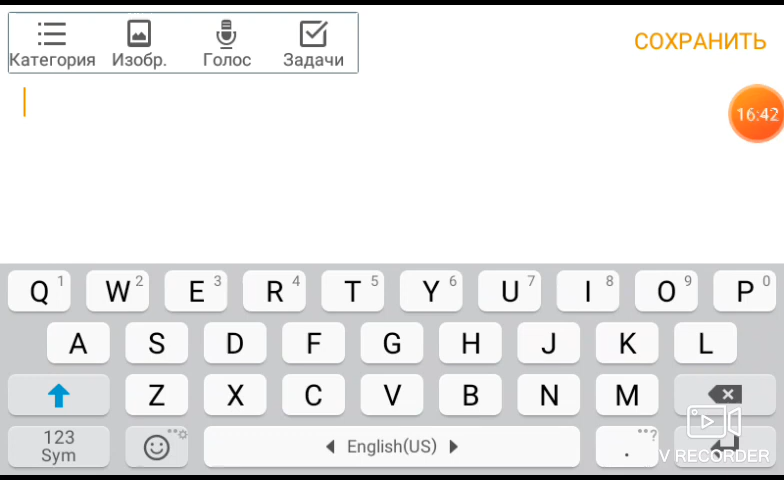 Категория Изобр. Голос Задачи
СОХРАНИТЬ
16:42
Q 1 W 2 E 3 R 4 T 5 Y 6 U 7 I 8 O 9 P 0
A S D F G H J K L
Z X C V B N M
123 Sym English(US) . ?
V RECORDER